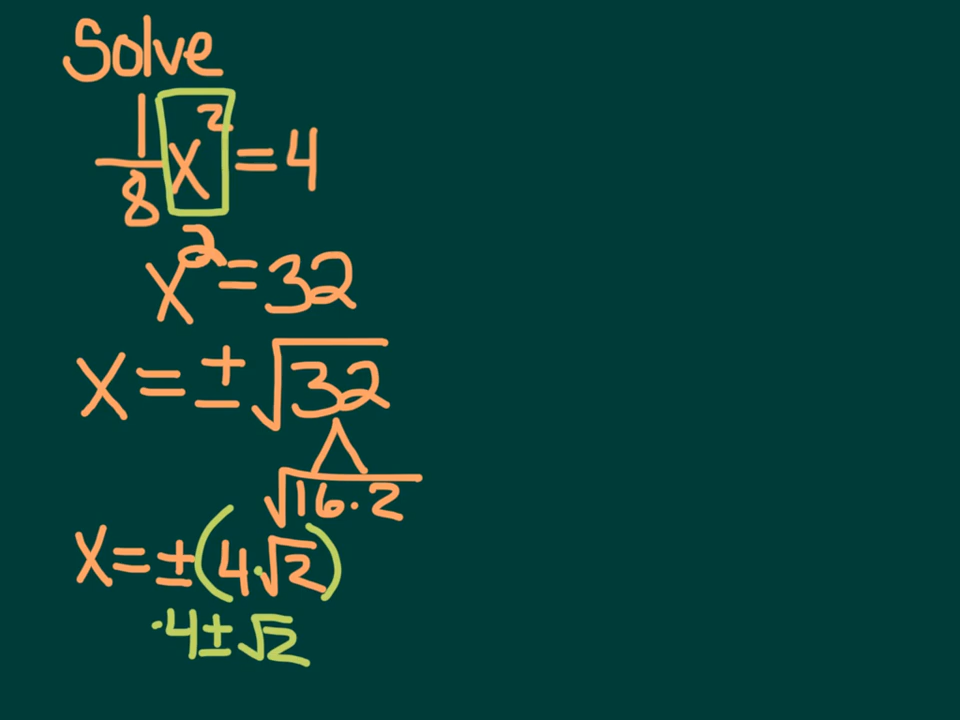 Solve
1/8 x² = 4
x² = 32
x = ± √32
√16·2
x = ± (4·√2)
·4 ± √2